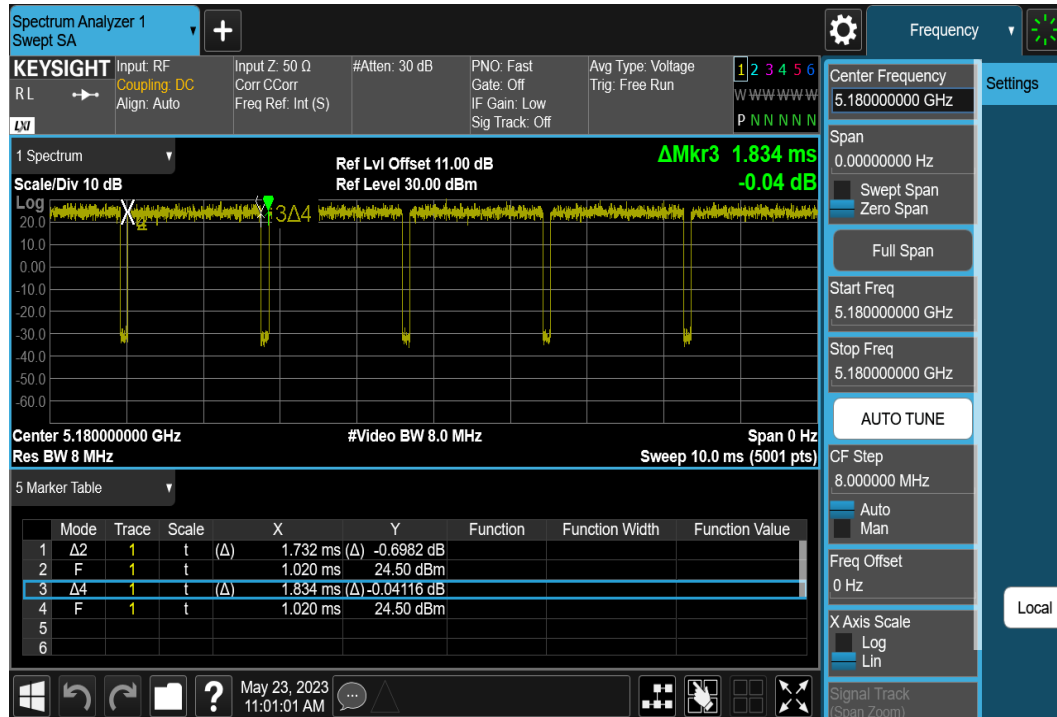 Spectrum Analyzer 1
Swept SA
Frequency
KEYSIGHT
R L
LXI
Input: RF
Coupling: DC
Align: Auto
Input Z: 50 Ω
Corr CCorr
Freq Ref: Int (S)
#Atten: 30 dB
PNO: Fast
Gate: Off
IF Gain: Low
Sig Track: Off
Avg Type: Voltage
Trig: Free Run
1 2 3 4 5 6
W W W W W W
P N N N N N
1 Spectrum
Scale/Div 10 dB
Ref Lvl Offset 11.00 dB
Ref Level 30.00 dBm
ΔMkr3 1.834 ms
-0.04 dB
Log
3Δ4
20.0
10.0
0.00
-10.0
-20.0
-30.0
-40.0
-50.0
-60.0
Center 5.180000000 GHz
#Video BW 8.0 MHz
Span 0 Hz
Res BW 8 MHz
Sweep 10.0 ms (5001 pts)
5 Marker Table
Mode Trace Scale X Y Function Function Width Function Value
1 Δ2 1 t (Δ) 1.732 ms (Δ) -0.6982 dB
2 F 1 t 1.020 ms 24.50 dBm
3 Δ4 1 t (Δ) 1.834 ms (Δ) -0.04116 dB
4 F 1 t 1.020 ms 24.50 dBm
5
6
May 23, 2023
11:01:01 AM
Center Frequency
5.180000000 GHz
Span
0.00000000 Hz
Swept Span
Zero Span
Full Span
Start Freq
5.180000000 GHz
Stop Freq
5.180000000 GHz
AUTO TUNE
CF Step
8.000000 MHz
Auto
Man
Freq Offset
0 Hz
X Axis Scale
Log
Lin
Signal Track
(Span Zoom)
Settings
Local